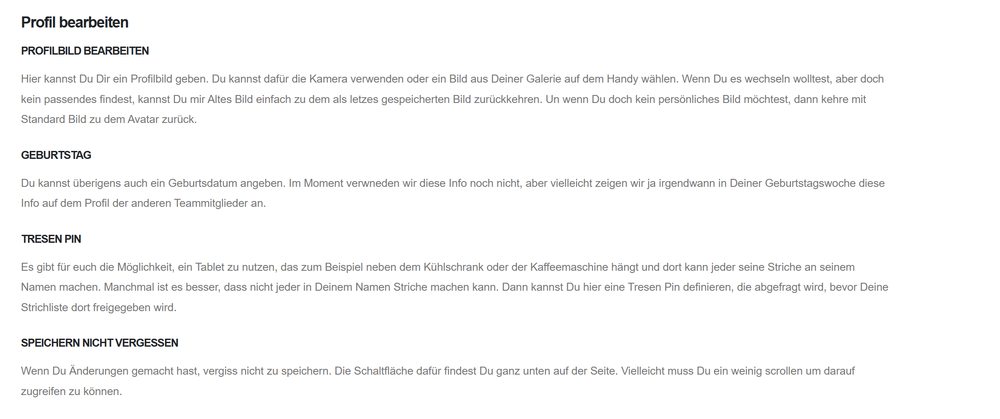 Profil bearbeiten
PROFILBILD BEARBEITEN
Hier kannst Du Dir ein Profilbild geben. Du kannst dafür die Kamera verwenden oder ein Bild aus Deiner Galerie auf dem Handy wählen. Wenn Du es wechseln wolltest, aber doch
kein passendes findest, kannst Du mir Altes Bild einfach zu dem als letzes gespeicherten Bild zurückkehren. Un wenn Du doch kein persönliches Bild möchtest, dann kehre mit
Standard Bild zu dem Avatar zurück.
GEBURTSTAG
Du kannst überigens auch ein Geburtsdatum angeben. Im Moment verwneden wir diese Info noch nicht, aber vielleicht zeigen wir ja irgendwann in Deiner Geburtstagswoche diese
Info auf dem Profil der anderen Teammitglieder an.
TRESEN PIN
Es gibt für euch die Möglichkeit, ein Tablet zu nutzen, das zum Beispiel neben dem Kühlschrank oder der Kaffeemaschine hängt und dort kann jeder seine Striche an seinem
Namen machen. Manchmal ist es besser, dass nicht jeder in Deinem Namen Striche machen kann. Dann kannst Du hier eine Tresen Pin definieren, die abgefragt wird, bevor Deine
Strichliste dort freigegeben wird.
SPEICHERN NICHT VERGESSEN
Wenn Du Änderungen gemacht hast, vergiss nicht zu speichern. Die Schaltfläche dafür findest Du ganz unten auf der Seite. Vielleicht muss Du ein weinig scrollen um darauf
zugreifen zu können.